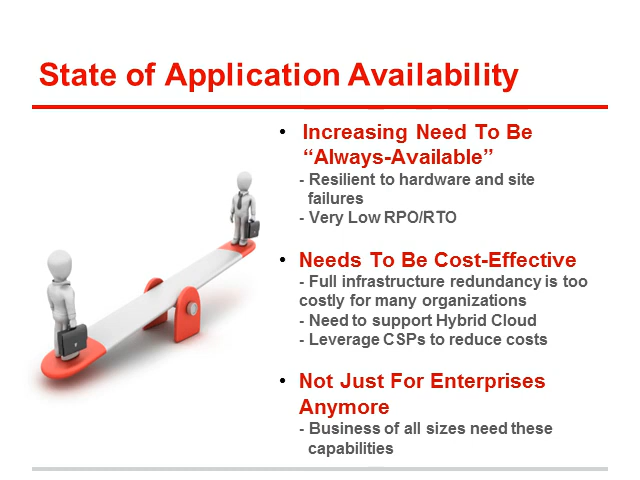 State of Application Availability
• Increasing Need To Be
“Always-Available”
- Resilient to hardware and site
failures
- Very Low RPO/RTO
• Needs To Be Cost-Effective
- Full infrastructure redundancy is too
costly for many organizations
- Need to support Hybrid Cloud
- Leverage CSPs to reduce costs
• Not Just For Enterprises
Anymore
- Business of all sizes need these
capabilities